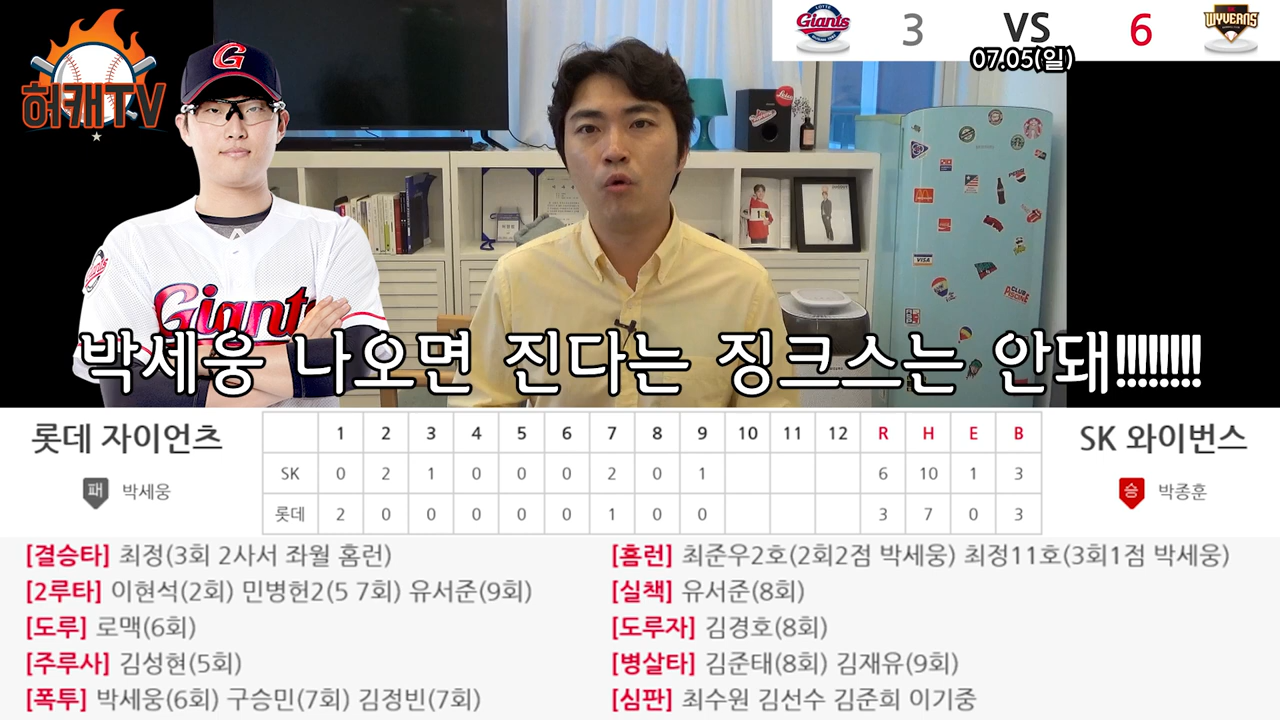 LOTTE
Giants
BUSAN 1984
3
VS
6
WYVERNS
07.05(일)
허캐TV
G
Giants
박세웅 나오면 진다는 징크스는 안돼!!!!!!!!!
롯데 자이언츠
패 박세웅
1 2 3 4 5 6 7 8 9 10 11 12 R H E B
SK 0 2 1 0 0 0 2 0 1 6 10 1 3
롯데 2 0 0 0 0 0 1 0 0 3 7 0 3
SK 와이번스
승 박종훈
[결승타] 최정(3회 2사서 좌월 홈런)
[2루타] 이현석(2회) 민병헌2(5 7회) 유서준(9회)
[도루] 로맥(6회)
[주루사] 김성현(5회)
[폭투] 박세웅(6회) 구승민(7회) 김정빈(7회)
[홈런] 최준우2호(2회2점 박세웅) 최정11호(3회1점 박세웅)
[실책] 유서준(8회)
[도루자] 김경호(8회)
[병살타] 김준태(8회) 김재유(9회)
[심판] 최수원 김선수 김준희 이기중
VISA